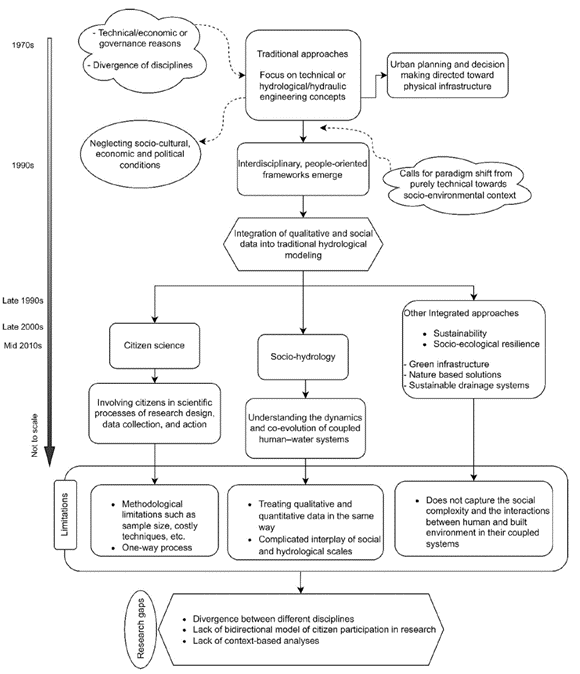 1970s
- Technical/economic or
governance reasons
- Divergence of disciplines
Traditional approaches
Focus on technical or
hydrological/hydraulic
engineering concepts
Urban planning and decision
making directed toward
physical infrastructure
Neglecting socio-cultural,
economic and political
conditions
1990s
Interdisciplinary, people-oriented
frameworks emerge
Calls for paradigm shift from
purely technical towards
socio-environmental context
Integration of qualitative and social
data into traditional hydrological
modeling
Late 1990s
Late 2000s
Mid 2010s
Citizen science
Socio-hydrology
Other Integrated approaches
• Sustainability
• Socio-ecological resilience
- Green infrastructure
- Nature based solutions
- Sustainable drainage systems
Involving citizens in scientific
processes of research design,
data collection, and action
Understanding the dynamics
and co-evolution of coupled
human–water systems
Not to scale
Limitations
• Methodological
limitations such as
sample size, costly
techniques, etc.
• One-way process
• Treating qualitative and
quantitative data in the same
way
• Complicated interplay of social
and hydrological scales
• Does not capture the social
complexity and the interactions
between human and built
environment in their coupled
systems
Research gaps
• Divergence between different disciplines
• Lack of bidirectional model of citizen participation in research
• Lack of context-based analyses